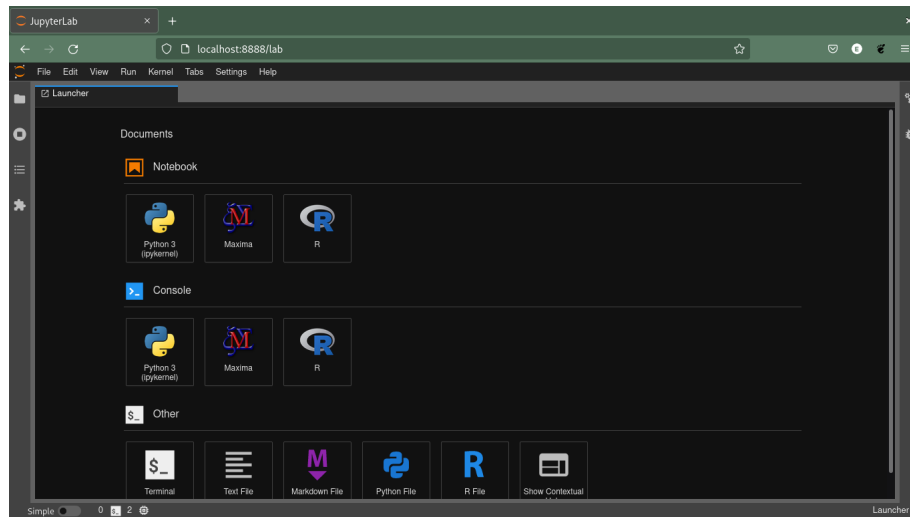 JupyterLab
localhost:8888/lab
E
File Edit View Run Kernel Tabs Settings Help
Launcher
Documents
Notebook
Python 3
(ipykernel)
Maxima
R
Console
Python 3
(ipykernel)
Maxima
R
$_ Other
$_
M
R
Terminal
Text File
Markdown File
Python File
R File
Show Contextual
Simple
0
2
Launcher